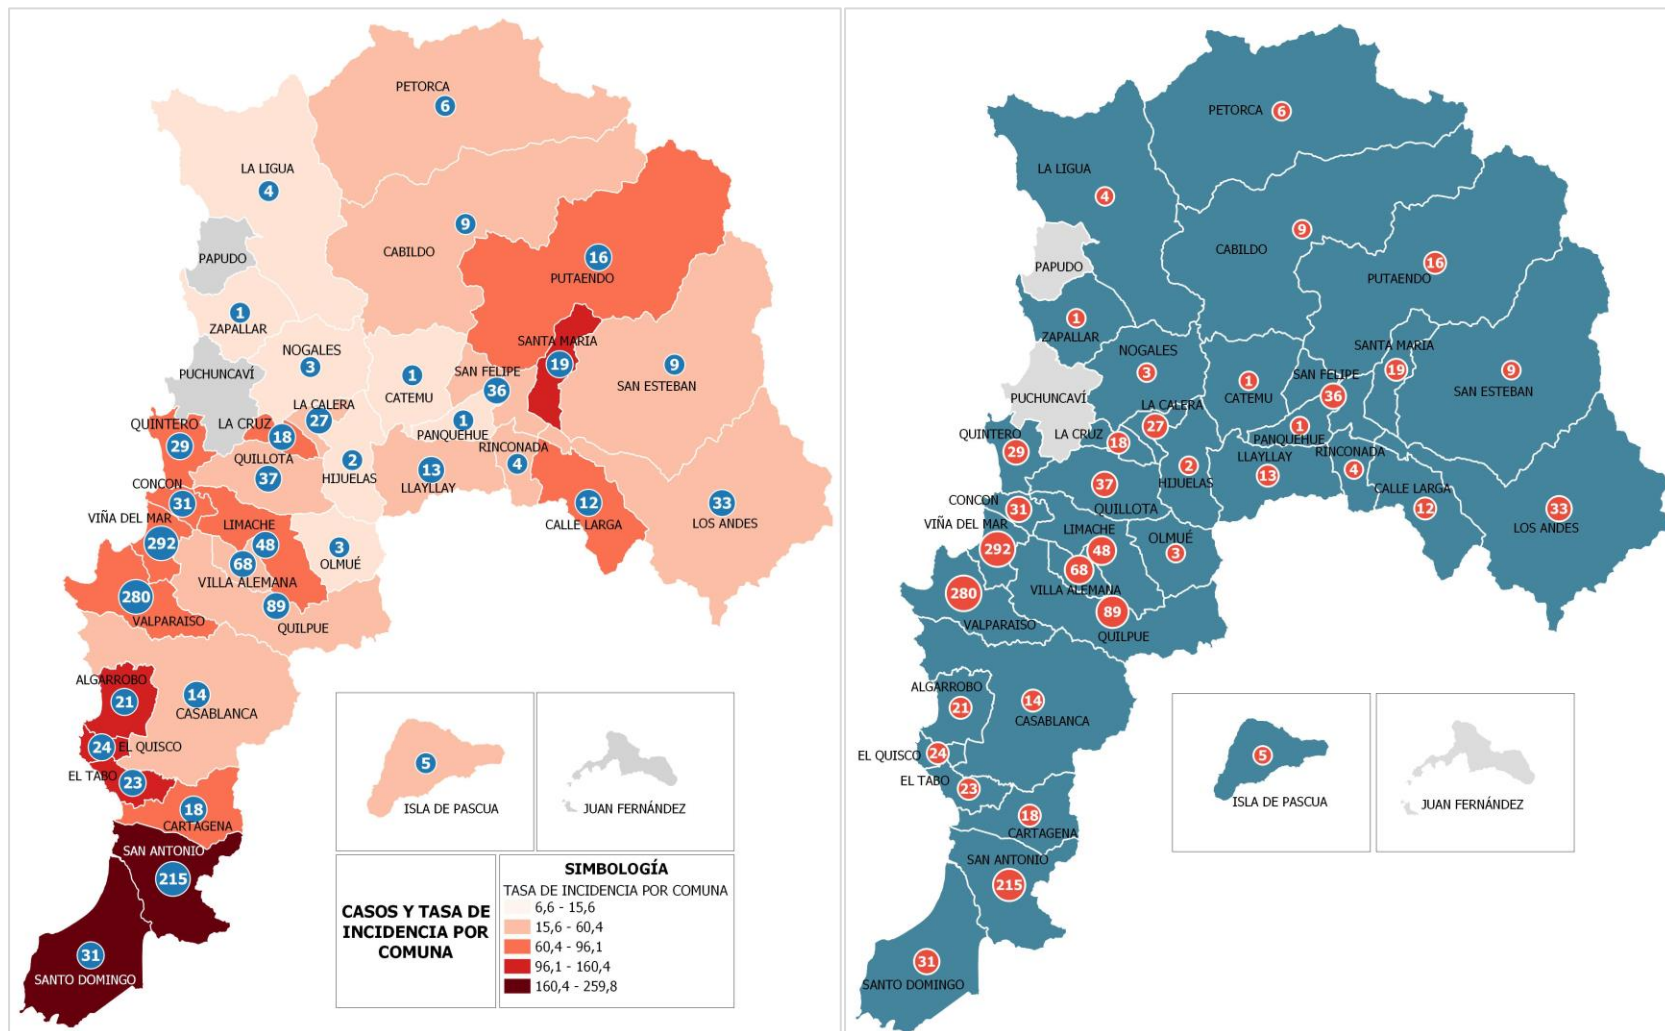 PETORCA
6
LA LIGUA
4
9
CABILDO
PAPUDO
16
PUTAENDO
1
ZAPALLAR
NOGALES
3
SANTA MARIA
19
PUCHUNCAVÍ
1
CATEMU
SAN FELIPE
36
9
SAN ESTEBAN
LA CALERA
27
QUINTERO
29
LA CRUZ
18
1
PANQUEHUE
RINCONADA
4
QUILLOTA
37
2
HIJUELAS
13
LLAYLLAY
CONCON
31
12
CALLE LARGA
33
LOS ANDES
VIÑA DEL MAR
292
LIMACHE
48
3
OLMUÉ
68
VILLA ALEMANA
280
VALPARAISO
89
QUILPUE
ALGARROBO
21
14
CASABLANCA
24
EL QUISCO
EL TABO
23
18
CARTAGENA
SAN ANTONIO
215
31
SANTO DOMINGO
5
ISLA DE PASCUA
JUAN FERNÁNDEZ
CASOS Y TASA DE
INCIDENCIA POR
COMUNA
SIMBOLOGÍA
TASA DE INCIDENCIA POR COMUNA
6,6 - 15,6
15,6 - 60,4
60,4 - 96,1
96,1 - 160,4
160,4 - 259,8
PETORCA
6
LA LIGUA
4
9
CABILDO
PAPUDO
16
PUTAENDO
1
ZAPALLAR
NOGALES
3
SANTA MARIA
19
PUCHUNCAVÍ
1
CATEMU
SAN FELIPE
36
9
SAN ESTEBAN
LA CALERA
27
QUINTERO
29
LA CRUZ
18
1
PANQUEHUE
RINCONADA
4
37
QUILLOTA
2
HIJUELAS
LLAYLLAY
13
CONCON
31
CALLE LARGA
12
33
LOS ANDES
VIÑA DEL MAR
292
LIMACHE
48
OLMUÉ
3
68
VILLA ALEMANA
280
VALPARAISO
89
QUILPUE
ALGARROBO
21
14
CASABLANCA
EL QUISCO
24
EL TABO
23
18
CARTAGENA
SAN ANTONIO
215
31
SANTO DOMINGO
5
ISLA DE PASCUA
JUAN FERNÁNDEZ